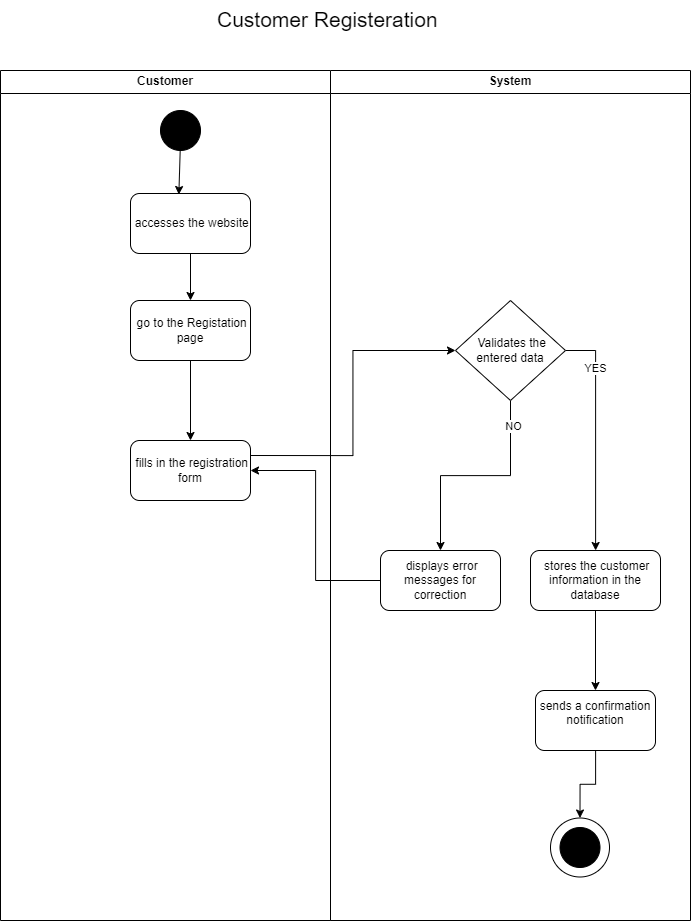 Customer Registeration
Customer
System
accesses the website
go to the Registation
page
Validates the
entered data
YES
NO
fills in the registration
form
displays error
messages for
correction
stores the customer
information in the
database
sends a confirmation
notification